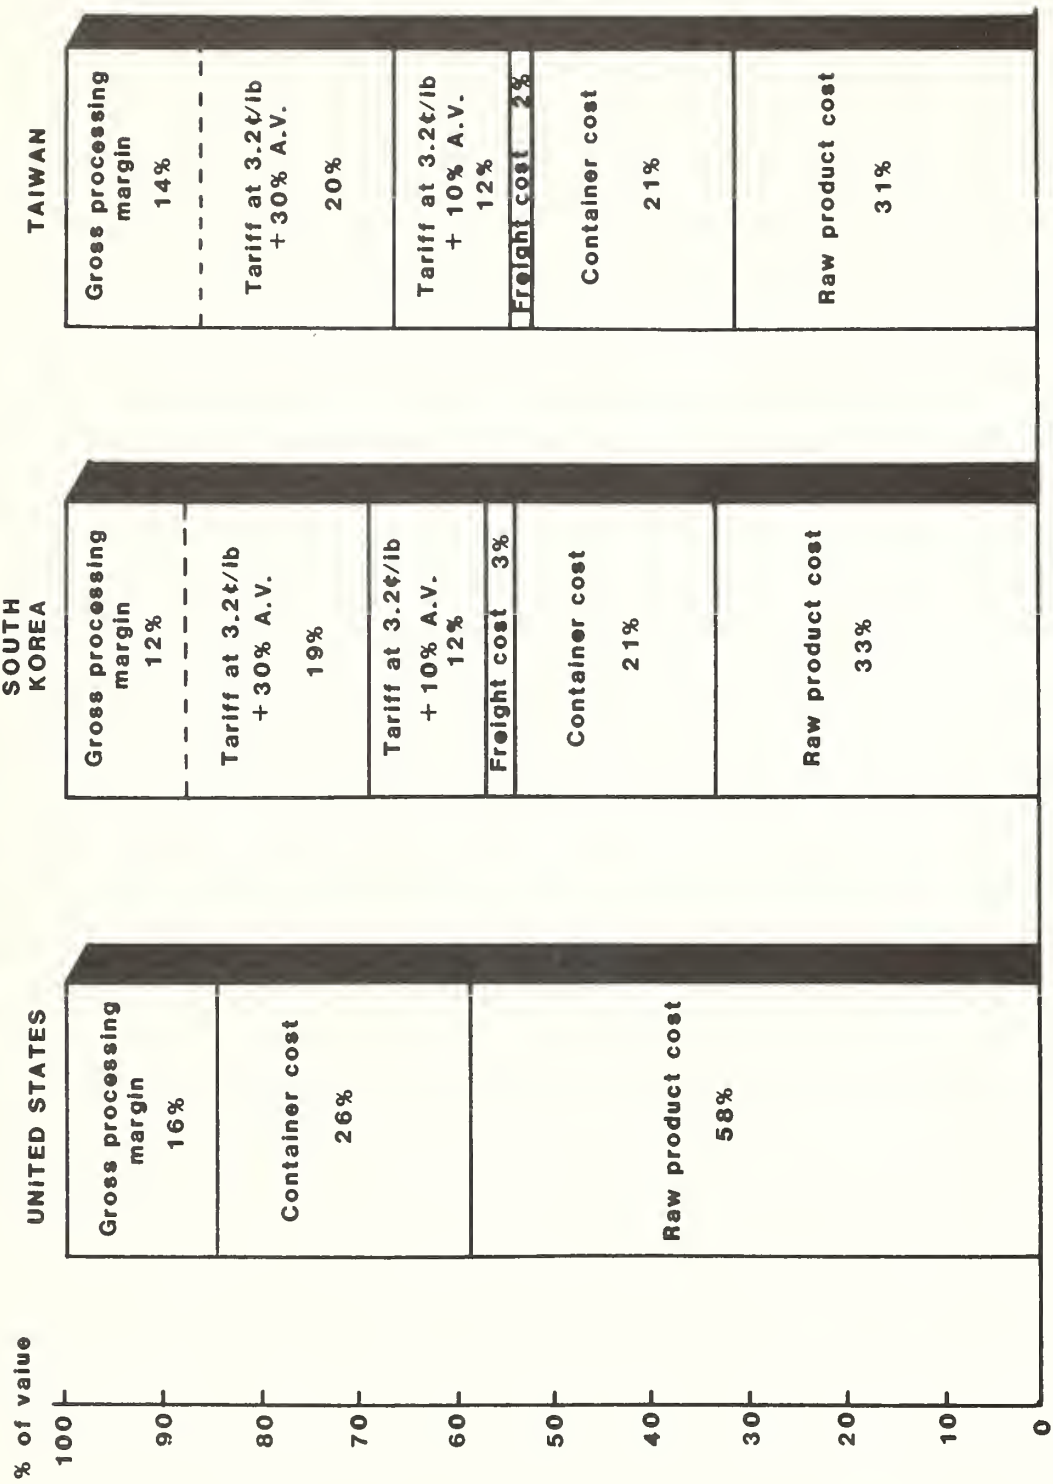 % of value
100
90
80
70
60
50
40
30
20
10
0
UNITED STATES
Gross processing
margin
16%
Container cost
26%
Raw product cost
58%
SOUTH
KOREA
Gross processing
margin
12%
Tariff at 3.2¢/lb
+ 30% A.V.
19%
Tariff at 3.2¢/lb
+ 10% A.V.
12%
Freight cost 3%
Container cost
21%
Raw product cost
33%
TAIWAN
Gross processing
margin
14%
Tariff at 3.2¢/lb
+ 30% A.V.
20%
Tariff at 3.2¢/lb
+ 10% A.V.
12%
Freight cost 2%
Container cost
21%
Raw product cost
31%